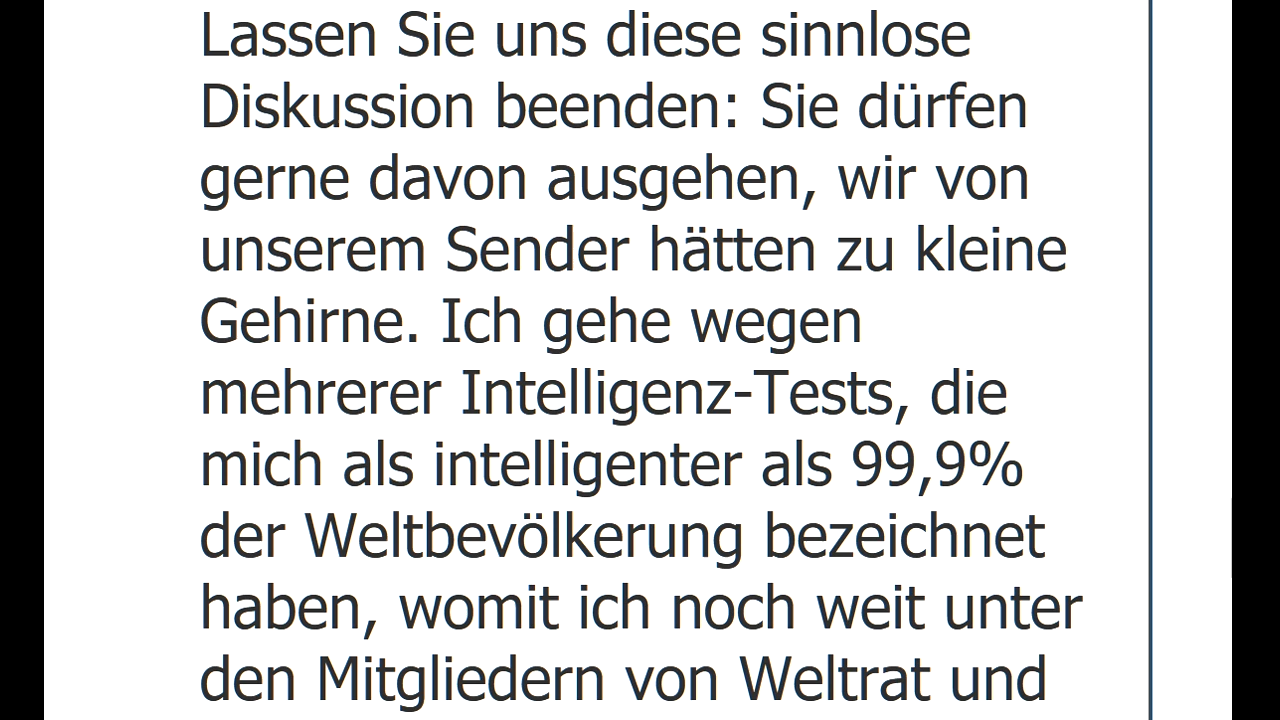 Lassen Sie uns diese sinnlose
Diskussion beenden: Sie dürfen
gerne davon ausgehen, wir von
unserem Sender hätten zu kleine
Gehirne. Ich gehe wegen
mehrerer Intelligenz-Tests, die
mich als intelligenter als 99,9%
der Weltbevölkerung bezeichnet
haben, womit ich noch weit unter
den Mitgliedern von Weltrat und